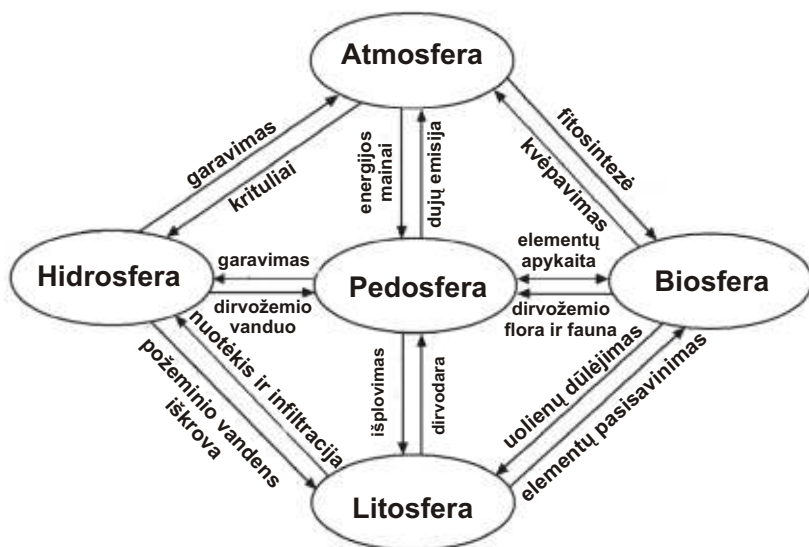 Atmosfera
garavimas
krituliai
energijos
mainai
dujų emisija
fitosintezė
kvėpavimas
Hidrosfera
garavimas
dirvožemio
vanduo
Pedosfera
elementų
apykaita
dirvožemio
flora ir fauna
Biosfera
nuotėkis ir infiltracija
požeminio vandens
iškrova
išplovimas
dirvodara
uolienų dūlėjimas
elementų pasisavinimas
Litosfera